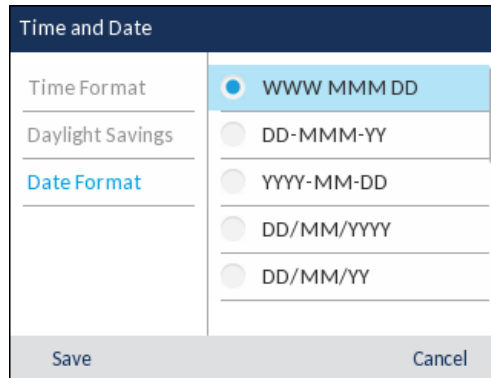 Time and Date
Time Format
Daylight Savings
Date Format
WWW MMM DD
DD-MMM-YY
YYYY-MM-DD
DD/MM/YYYY
DD/MM/YY
Save
Cancel